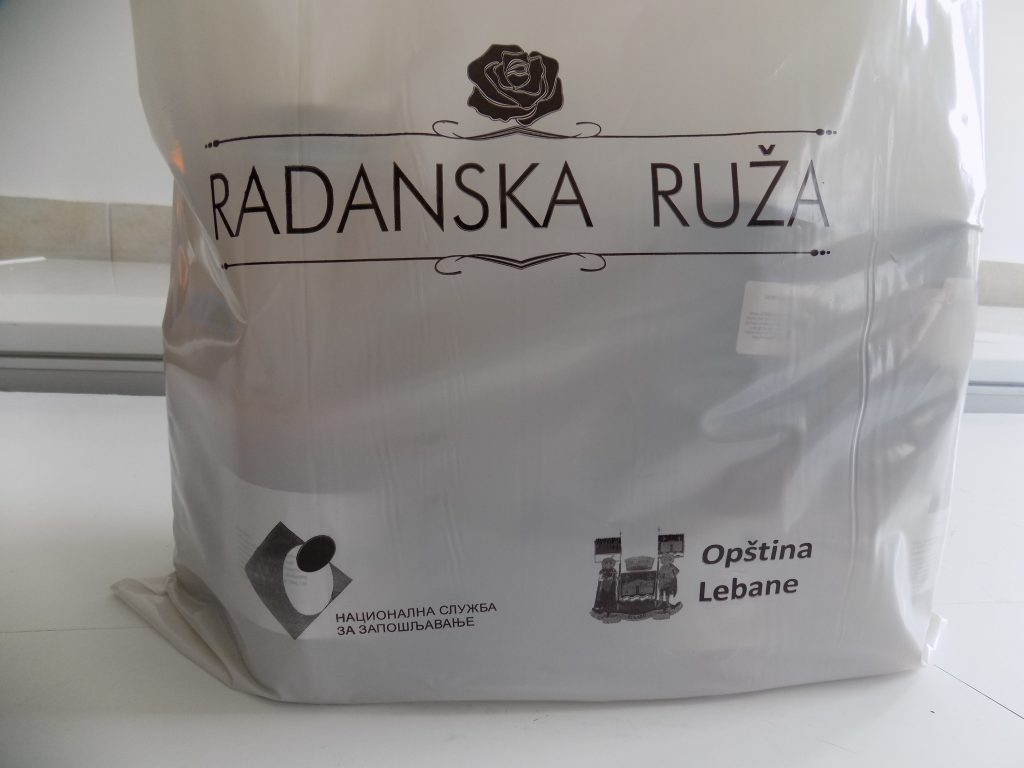 RADANSKA RUŽA
НАЦИОНАЛНА СЛУЖБА
ЗА ЗАПОШЉАВАЊЕ
Opština
Lebane